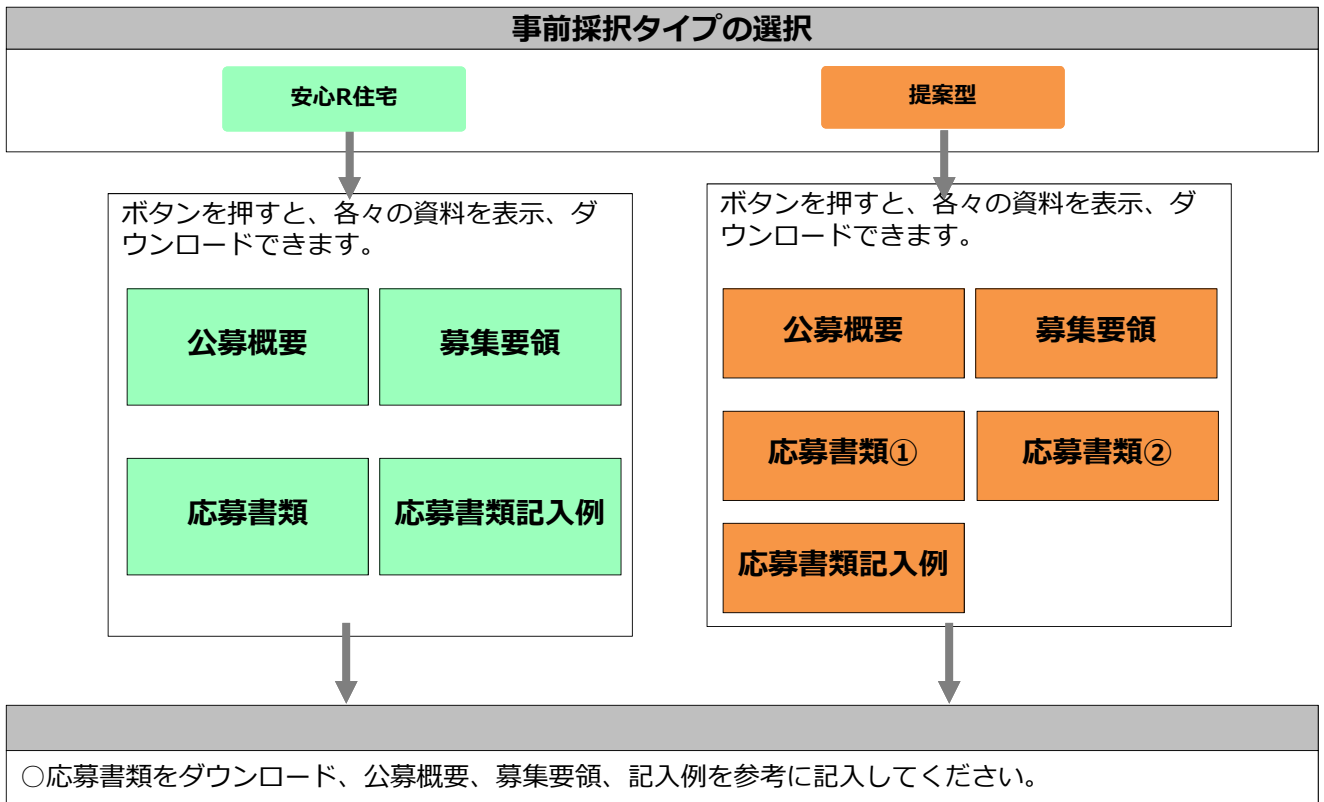 事前採択タイプの選択
安心R住宅
提案型
ボタンを押すと、各々の資料を表示、ダ
ウンロードできます。
公募概要
募集要領
応募書類
応募書類記入例
ボタンを押すと、各々の資料を表示、ダ
ウンロードできます。
公募概要
募集要領
応募書類①
応募書類②
応募書類記入例
○応募書類をダウンロード、公募概要、募集要領、記入例を参考に記入してください。